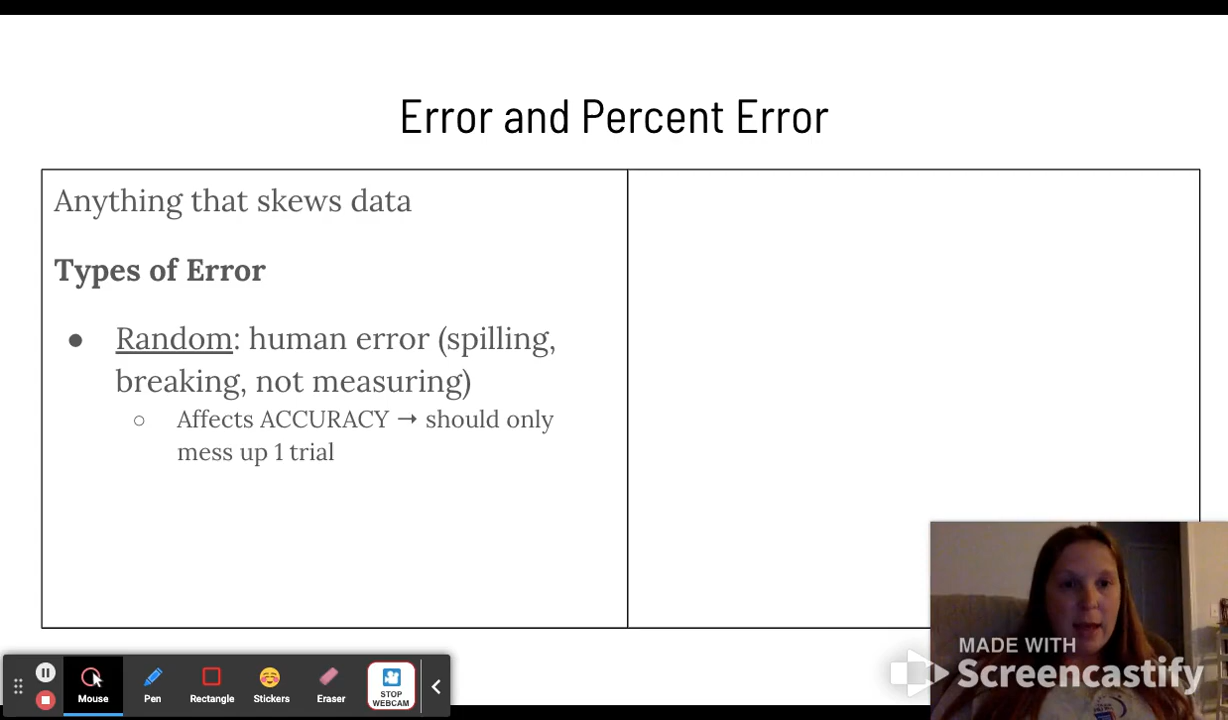 Error and Percent Error
Anything that skews data
Types of Error
● Random: human error (spilling,
breaking, not measuring)
○ Affects ACCURACY → should only
mess up 1 trial
MADE WITH
Screencastify
Mouse
Pen
Rectangle
Stickers
Eraser
STOP
WEBCAM